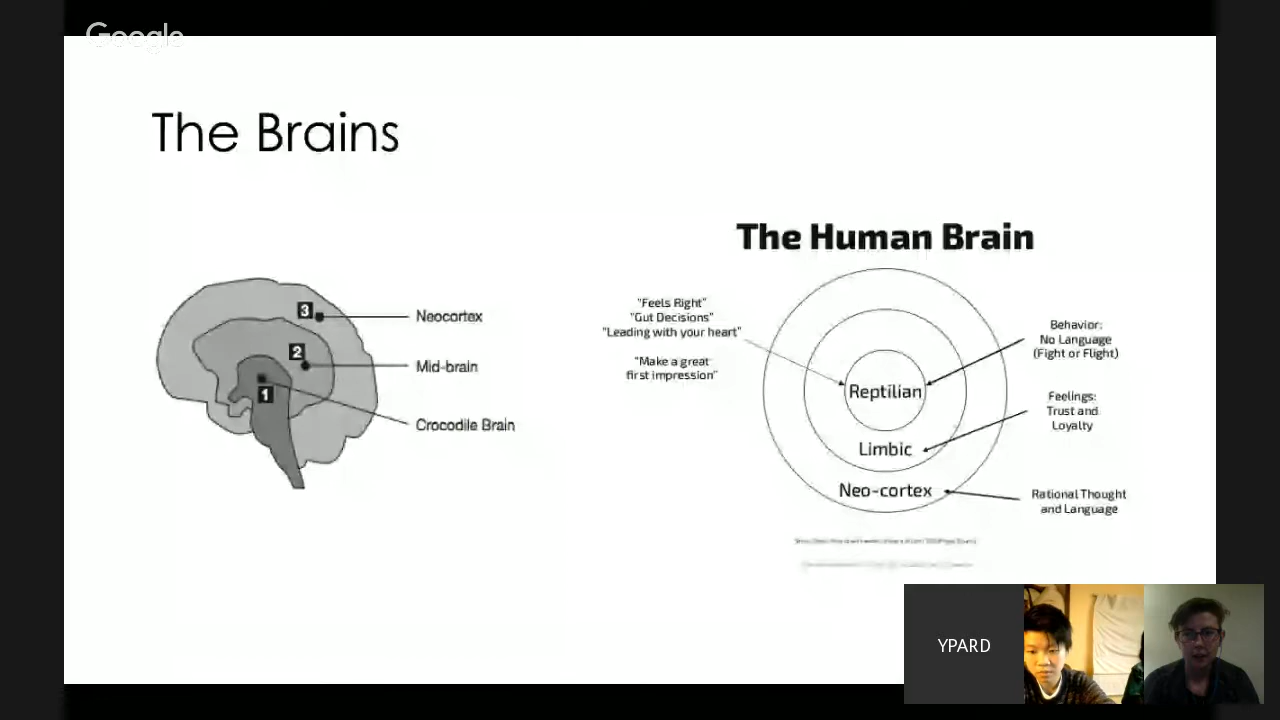 Google
The Brains
3
Neocortex
2
Mid-brain
1
Crocodile Brain
The Human Brain
"Feels Right"
"Gut Decisions"
"Leading with your heart"
"Make a great
first impression"
Behavior:
No Language
(Fight or Flight)
Reptilian
Feelings:
Trust and
Loyalty
Limbic
Neo-cortex
Rational Thought
and Language
YPARD